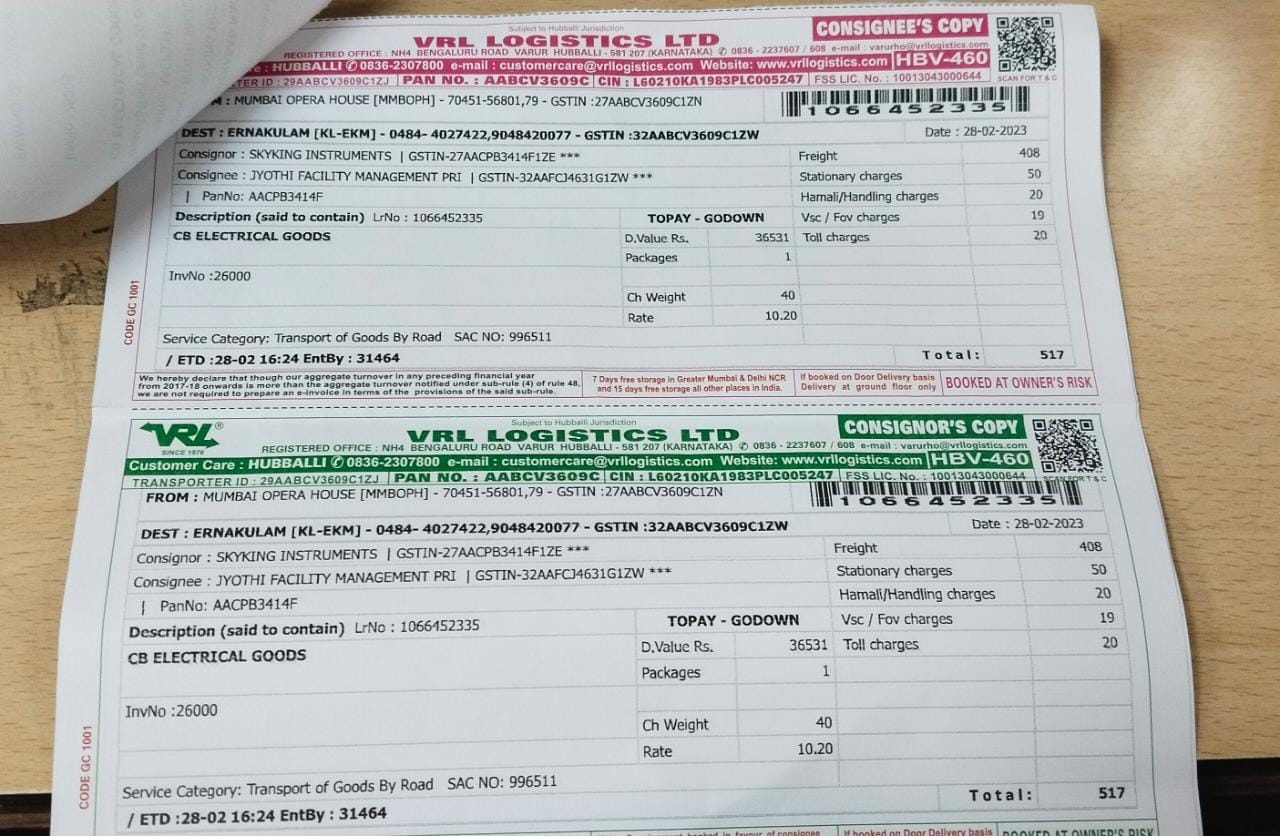 Subject to Hubballi Jurisdiction
CONSIGNEE'S COPY
VRL LOGISTICS LTD
REGISTERED OFFICE : NH4 BENGALURU ROAD VARUR HUBBALLI - 581 207 (KARNATAKA) ✆ 0836 - 2237607 / 608 e-mail : varurho@vrllogistics.com
: HUBBALLI ✆ 0836-2307800 e-mail : customercare@vrllogistics.com Website: www.vrllogistics.com HBV-460
ID : 29AABCV3609C1ZJ PAN NO. : AABCV3609C CIN : L60210KA1983PLC005247 FSS LIC. No. : 10013043000644 SCAN FOR T & C
: MUMBAI OPERA HOUSE [MMBOPH] - 70451-56801,79 - GSTIN :27AABCV3609C1ZN
1066452335
DEST : ERNAKULAM [KL-EKM] - 0484- 4027422,9048420077 - GSTIN :32AABCV3609C1ZW Date : 28-02-2023
Consignor : SKYKING INSTRUMENTS | GSTIN-27AACPB3414F1ZE *** Freight 408
Consignee : JYOTHI FACILITY MANAGEMENT PRI | GSTIN-32AAFCJ4631G1ZW *** Stationary charges 50
| PanNo: AACPB3414F Hamali/Handling charges 20
Description (said to contain) LrNo : 1066452335 TOPAY - GODOWN Vsc / Fov charges 19
CB ELECTRICAL GOODS D.Value Rs. 36531 Toll charges 20
Packages 1
InvNo :26000
Ch Weight 40
Rate 10.20
Service Category: Transport of Goods By Road SAC NO: 996511
/ ETD :28-02 16:24 EntBy : 31464 Total: 517
We hereby declare that though our aggregate turnover in any preceding financial year
from 2017-18 onwards is more than the aggregate turnover notified under sub-rule (4) of rule 48,
we are not required to prepare an e-invoice in terms of the provisions of the said sub-rule.
7 Days free storage in Greater Mumbai & Delhi NCR
and 15 days free storage all other places in India.
If booked on Door Delivery basis
Delivery at ground floor only
BOOKED AT OWNER'S RISK
CODE GC 1001
VRL ®
SINCE 1976
Subject to Hubballi Jurisdiction
CONSIGNOR'S COPY
VRL LOGISTICS LTD
REGISTERED OFFICE : NH4 BENGALURU ROAD VARUR HUBBALLI - 581 207 (KARNATAKA) ✆ 0836 - 2237607 / 608 e-mail : varurho@vrllogistics.com
Customer Care : HUBBALLI ✆ 0836-2307800 e-mail : customercare@vrllogistics.com Website: www.vrllogistics.com HBV-460
TRANSPORTER ID : 29AABCV3609C1ZJ PAN NO. : AABCV3609C CIN : L60210KA1983PLC005247 FSS LIC. No. : 10013043000644 SCAN FOR T & C
FROM : MUMBAI OPERA HOUSE [MMBOPH] - 70451-56801,79 - GSTIN :27AABCV3609C1ZN
1066452335
DEST : ERNAKULAM [KL-EKM] - 0484- 4027422,9048420077 - GSTIN :32AABCV3609C1ZW Date : 28-02-2023
Consignor : SKYKING INSTRUMENTS | GSTIN-27AACPB3414F1ZE *** Freight 408
Consignee : JYOTHI FACILITY MANAGEMENT PRI | GSTIN-32AAFCJ4631G1ZW *** Stationary charges 50
| PanNo: AACPB3414F Hamali/Handling charges 20
Description (said to contain) LrNo : 1066452335 TOPAY - GODOWN Vsc / Fov charges 19
CB ELECTRICAL GOODS D.Value Rs. 36531 Toll charges 20
Packages 1
InvNo :26000
Ch Weight 40
Rate 10.20
Service Category: Transport of Goods By Road SAC NO: 996511
/ ETD :28-02 16:24 EntBy : 31464 Total: 517
CODE GC 1001
If booked on Door Delivery basis
BOOKED AT OWNER'S RISK